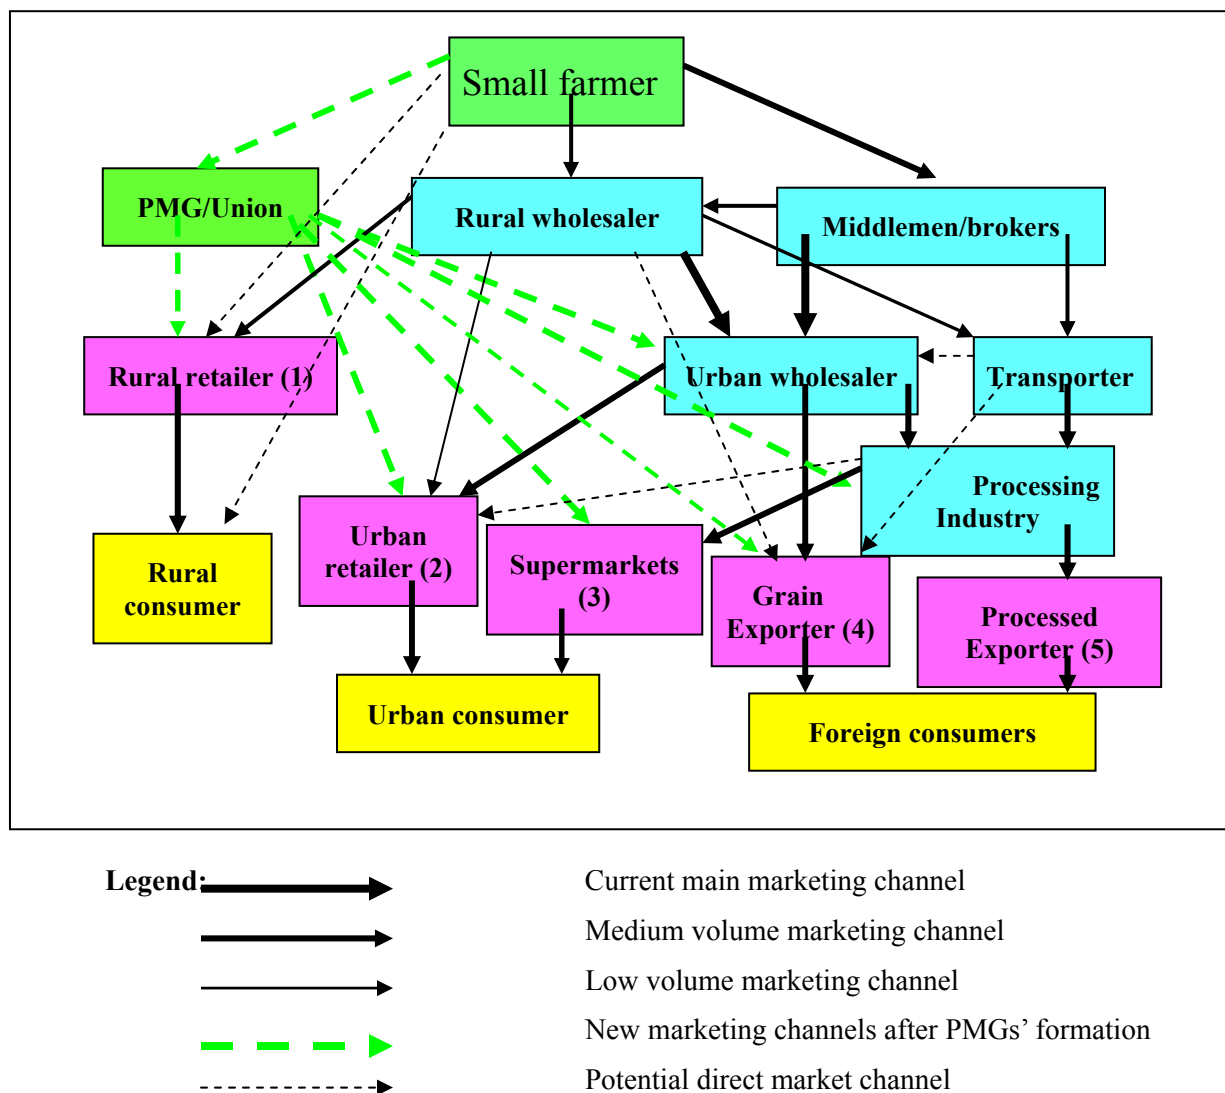 Small farmer
PMG/Union
Rural wholesaler
Middlemen/brokers
Rural retailer (1)
Urban wholesaler
Transporter
Processing
Industry
Urban
retailer (2)
Supermarkets
(3)
Rural
consumer
Grain
Exporter (4)
Processed
Exporter (5)
Urban consumer
Foreign consumers
Legend:
Current main marketing channel
Medium volume marketing channel
Low volume marketing channel
New marketing channels after PMGs’ formation
Potential direct market channel